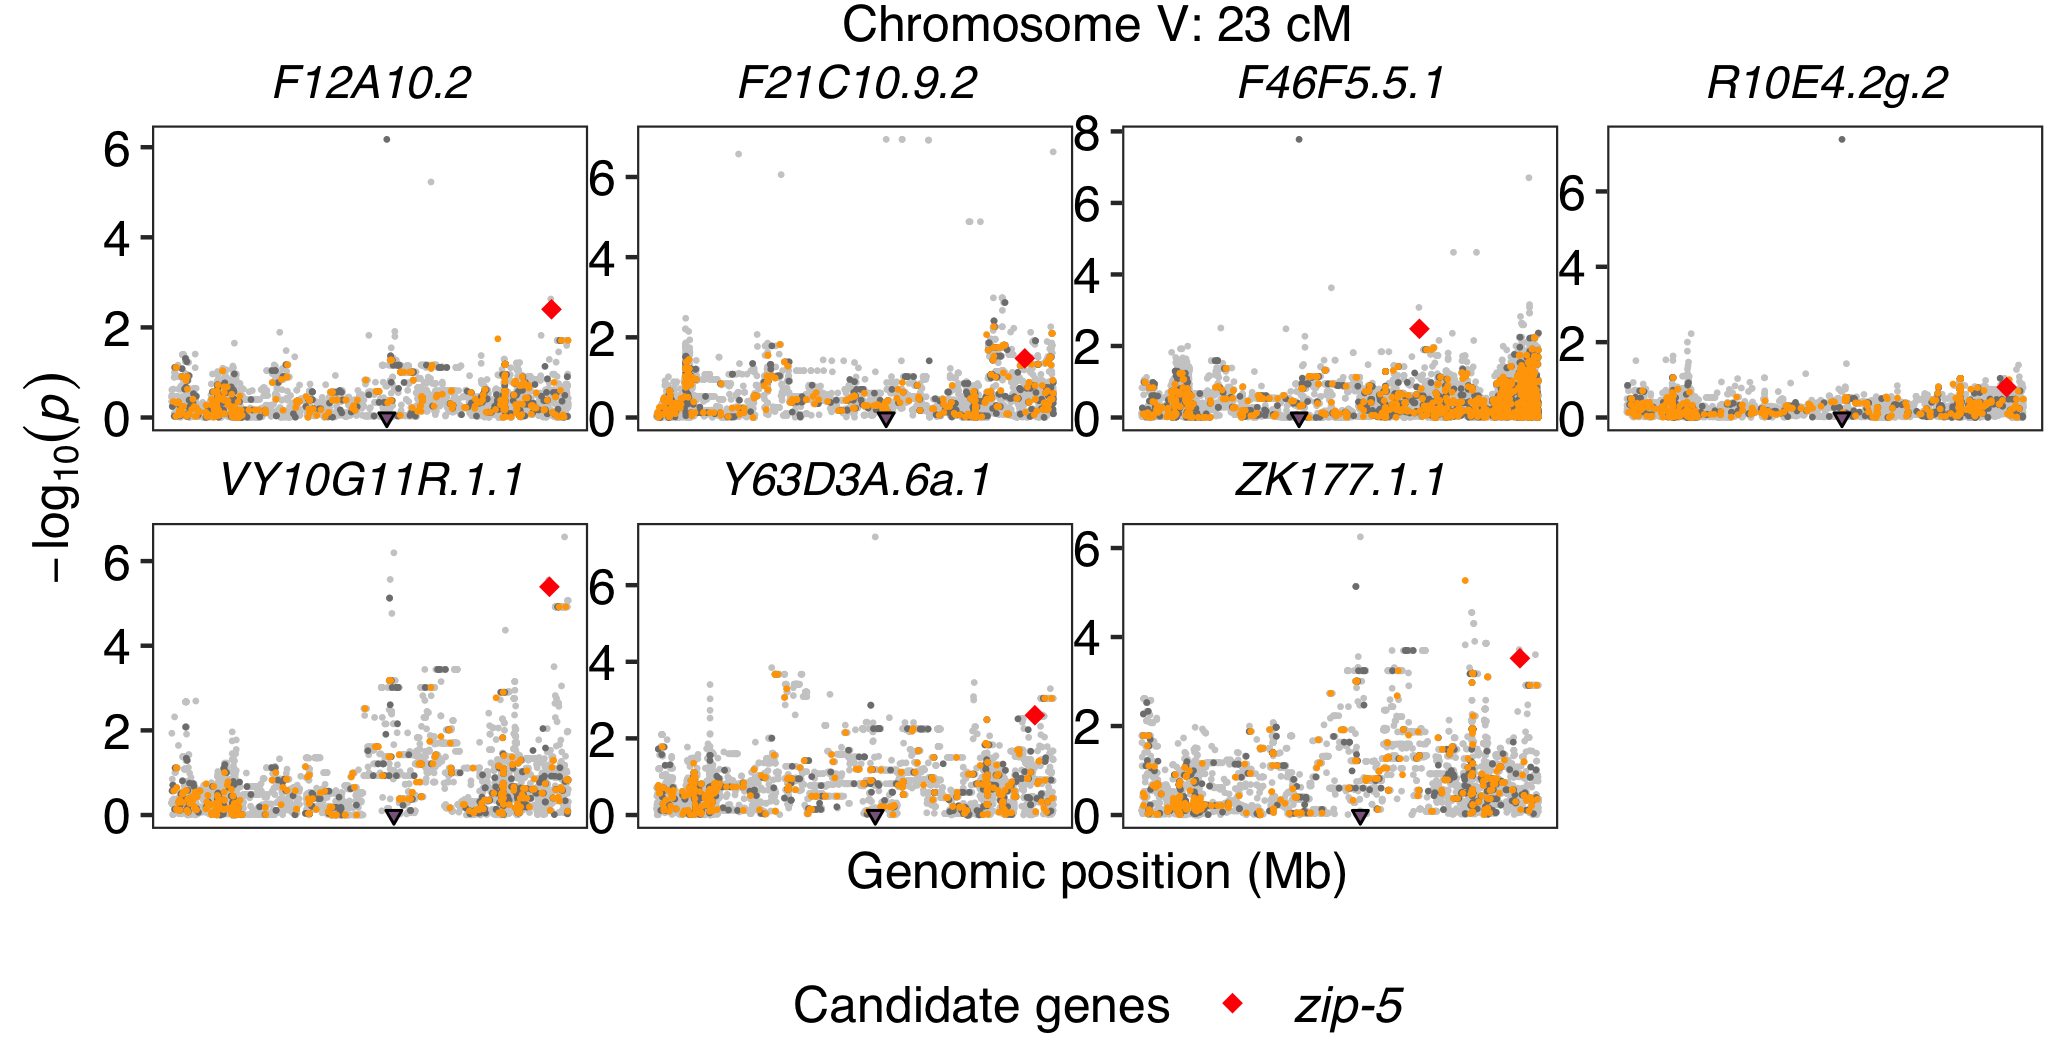 Chromosome V: 23 cM
F12A10.2 F21C10.9.2 F46F5.5.1 R10E4.2g.2
6 4 2 0
6 4 2 0
8 6 4 2 0
6 4 2 0
−log10(p)
VY10G11R.1.1 Y63D3A.6a.1 ZK177.1.1
6 4 2 0
6 4 2 0
6 4 2 0
Genomic position (Mb)
Candidate genes zip-5